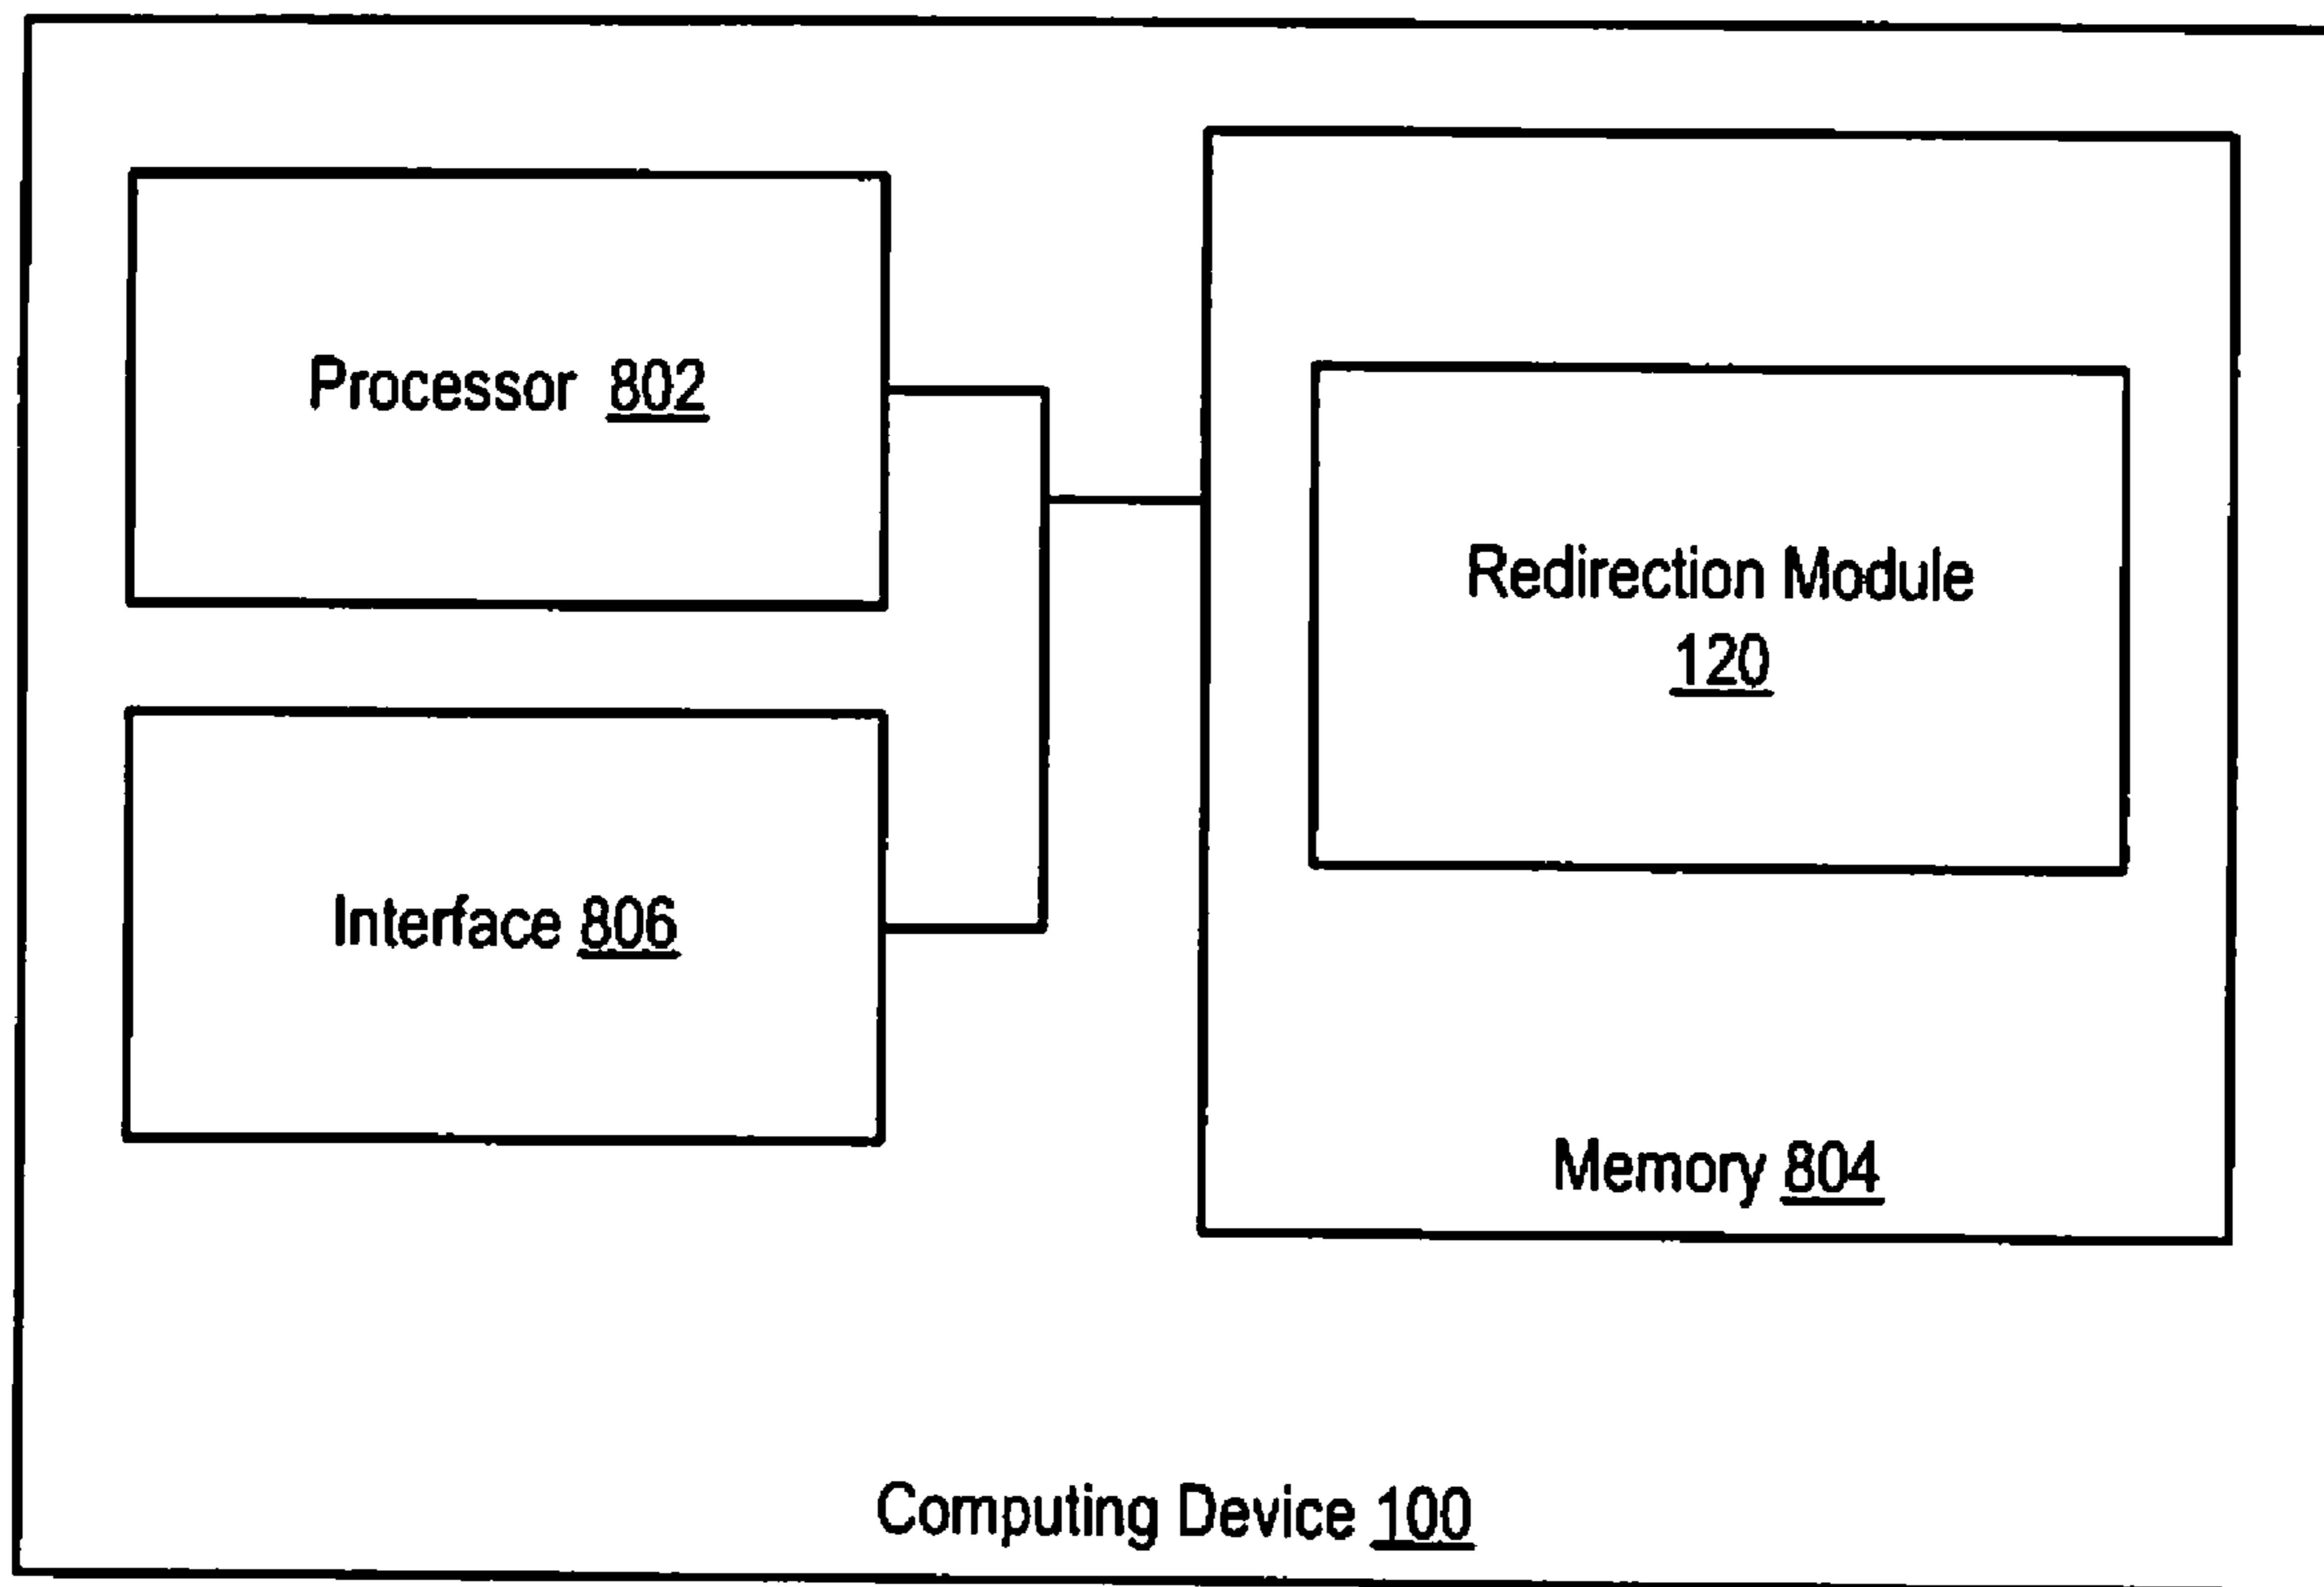 Processor 802
Redirection Module
120
Interface 806
Memory 804
Computing Device 100